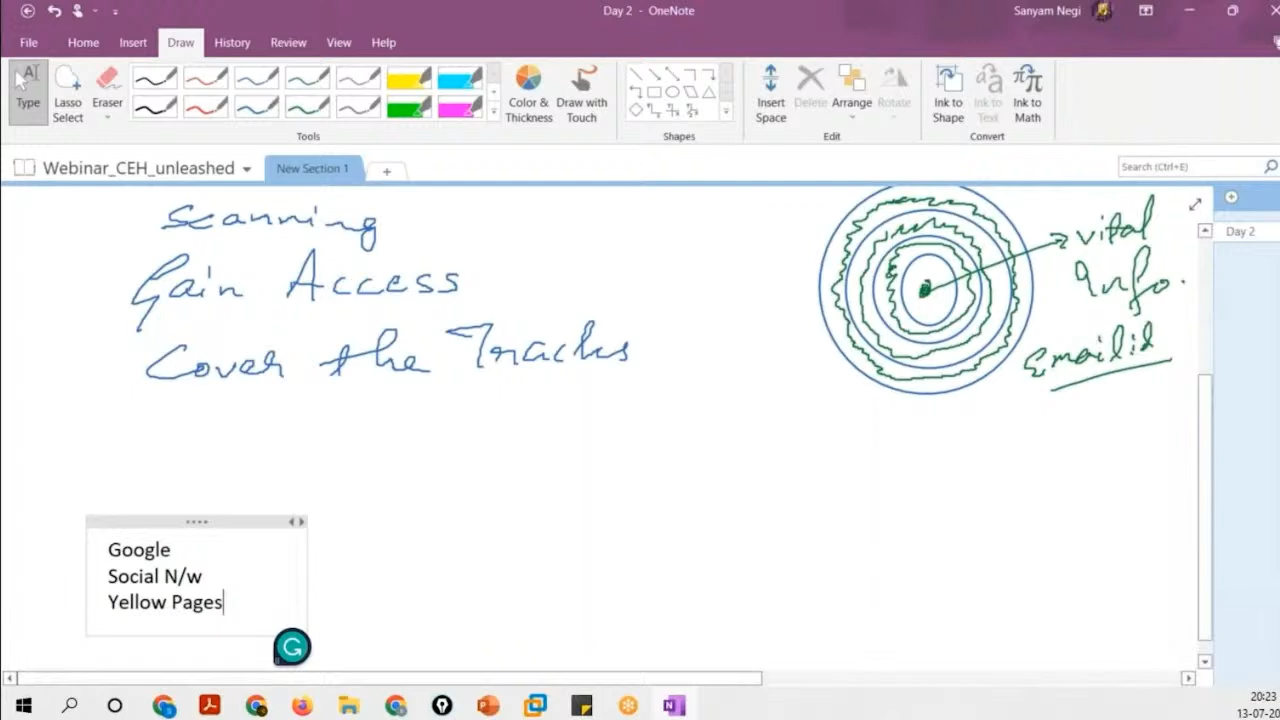 Day 2 - OneNote
Sanyam Negi
File Home Insert Draw History Review View Help
Type
Lasso Select
Eraser
Color & Thickness
Draw with Touch
Insert Space
Delete
Arrange
Rotate
Ink to Shape
Ink to Text
Ink to Math
Tools
Shapes
Edit
Convert
Webinar_CEH_unleashed
New Section 1
+
Search (Ctrl+E)
Day 2
Scanning
Gain Access
Cover the Tracks
vital
Info.
Emailid
Google
Social N/w
Yellow Pages
20:23
13-07-20